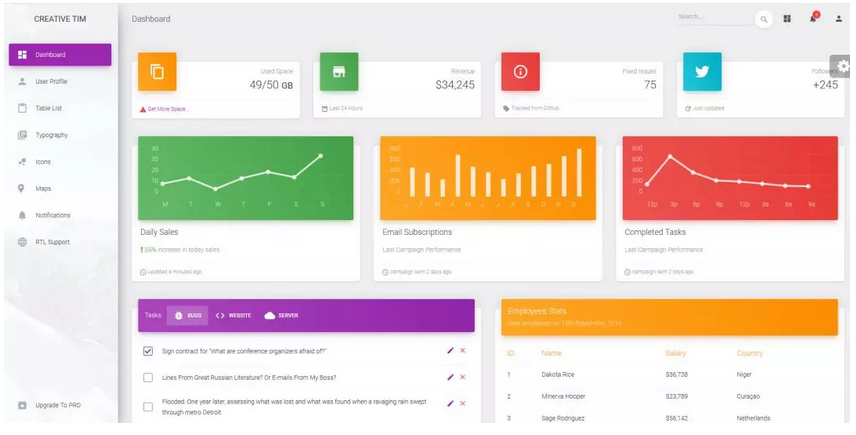 CREATIVE TIM
Dashboard
Search...
5
Dashboard
User Profile
Table List
Typography
Icons
Maps
Notifications
RTL Support
Upgrade To PRO
Used Space
49/50 GB
Get More Space...
Revenue
$34,245
Last 24 Hours
Fixed Issues
75
Tracked from Github
Followers
+245
Just Updated
40
30
20
10
0
M T W T F S S
Daily Sales
55% increase in today sales.
updated 4 minutes ago
800
600
400
200
0
J F M A M J J A S O N D
Email Subscriptions
Last Campaign Performance
campaign sent 2 days ago
800
600
400
200
0
12p 3p 6p 9p 12p 3a 6a 9a
Completed Tasks
Last Campaign Performance
campaign sent 2 days ago
Tasks: BUGS WEBSITE SERVER
Sign contract for "What are conference organizers afraid of?"
Lines From Great Russian Literature? Or E-mails From My Boss?
Flooded: One year later, assessing what was lost and what was found when a ravaging rain swept
through metro Detroit
Employees Stats
New employees on 15th September, 2016
ID Name Salary Country
1 Dakota Rice $36,738 Niger
2 Minerva Hooper $23,789 Curaçao
3 Sage Rodriguez $56,142 Netherlands